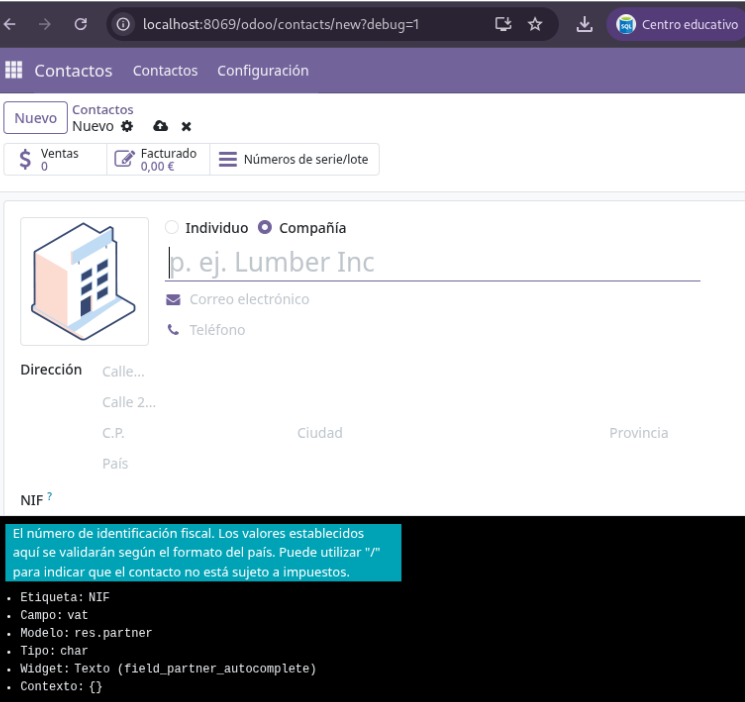 localhost:8069/odoo/contacts/new?debug=1
SQL
Centro educativo
Contactos
Contactos
Configuración
Nuevo
Contactos
Nuevo
Ventas
0
Facturado
0,00 €
Números de serie/lote
Individuo
Compañía
p. ej. Lumber Inc
Correo electrónico
Teléfono
Dirección
Calle...
Calle 2...
C.P.
Ciudad
Provincia
País
NIF ?
El número de identificación fiscal. Los valores establecidos
aquí se validarán según el formato del país. Puede utilizar "/"
para indicar que el contacto no está sujeto a impuestos.
• Etiqueta: NIF
• Campo: vat
• Modelo: res.partner
• Tipo: char
• Widget: Texto (field_partner_autocomplete)
• Contexto: {}